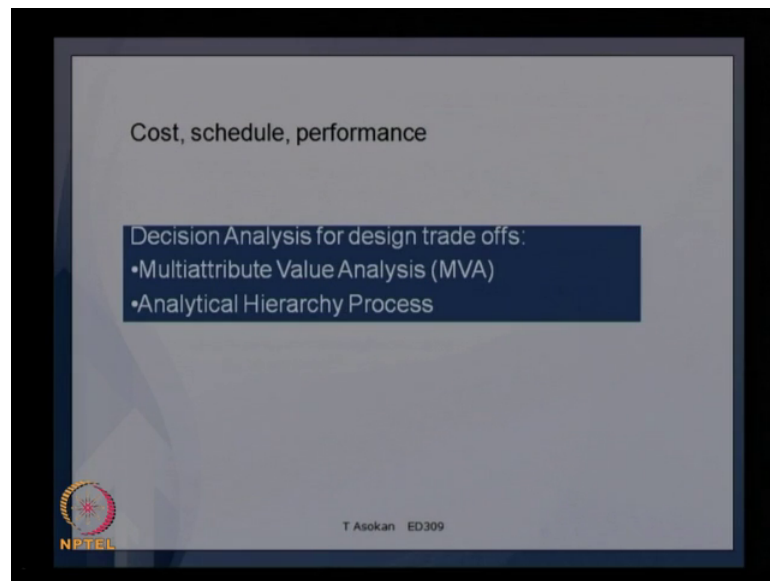 Cost, schedule, performance
Decision Analysis for design trade offs:
•Multiattribute Value Analysis (MVA)
•Analytical Hierarchy Process
T Asokan ED309
NPTEL